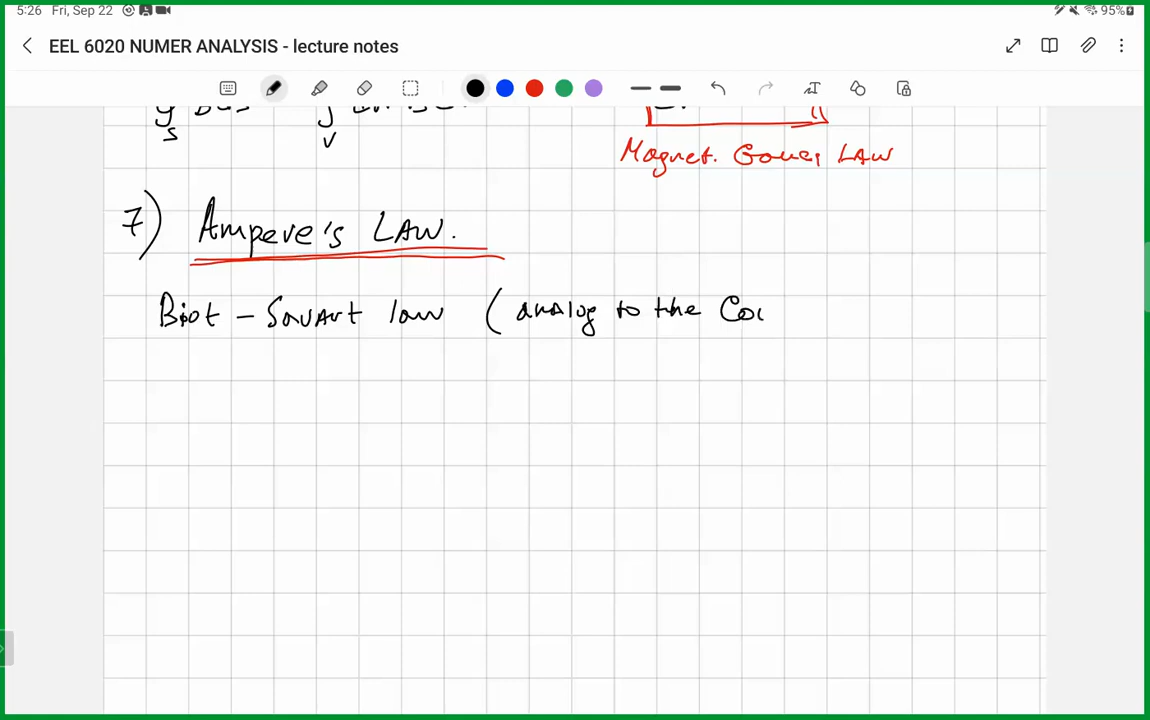 5:26 Fri, Sep 22 95%
EEL 6020 NUMER ANALYSIS - lecture notes
S V
Magnet. Gauss LAW
7) Ampere's LAW.
Biot - Savart law ( analog to the Cou